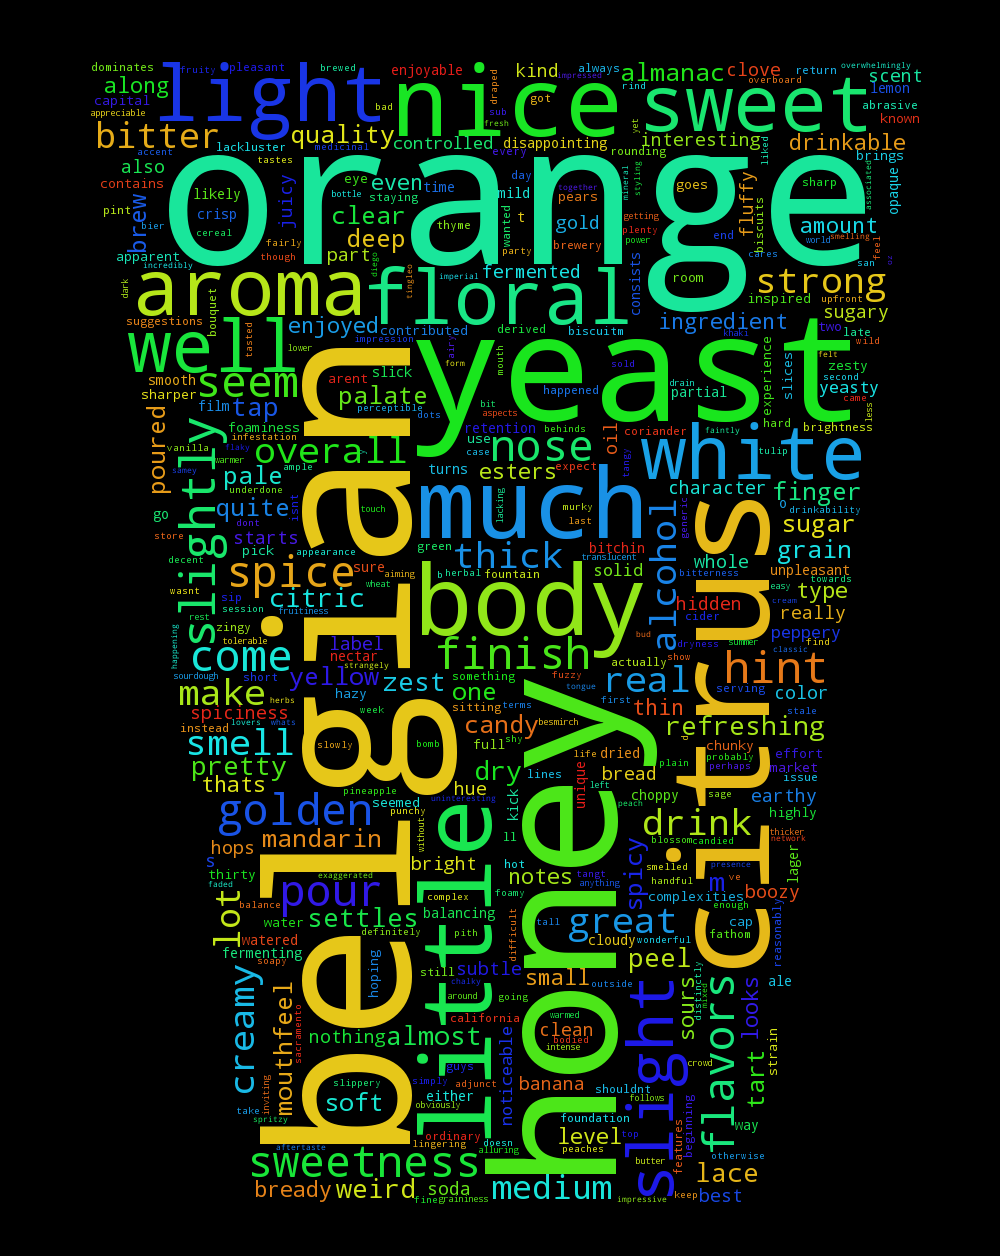 dominates fruity pleasant brewed enjoyable kind always almanac clove return overwhelmingly scent
along light nice draped got impressed overboard sweet rind lemon
capital bad sub known abrasive
appreciable fresh
bitter quality controlled disappointing interesting drinkable
accent lackluster medicinal every yet rounding liked brings
also tastes orange
contains likely eye even time mild day pears together mineral styling goes fluffy sharp associated opaque
pint crisp juicy bottle staying gold getting biscuits amount
brew bier cereal clear thyme wanted t brewery plenty power end world smelling
apparent fairly deep party cares feel
incredibly though part diego fermented room strong san
dark aroma tingleo imperial floral consists inspired upfront
suggestions bouquet enjoyed contributed derived biscuitm ingredient sugary
well tasted lower impression airy yeast khaki two late wild
form mouth sold felt zesty
smooth seem arent slick happened drain partial experience slices second yeasty
sharper palate bit came less
poured film tap perceptible dots aspects oil hard brightness
slightly foaminess retention behinds nose coriander faintly
vanilla infestation overall use case white tulip
samey flaky warmer esters expect tangy
pale ample turns character finger
underdone much lacking generic o drinkability
go quite isnt touch murky last sugar
store starts dont green thick bitchin whole grain
decent pick appearance translucent bitterness unpleasant towards
spice sure aiming b herbal fountain solid alcohol easy type
wasnt sip citric wheat body hidden cream really
rest session fruitiness cider find
zingy peppery
happening tolerable label bud dryness summer classic
come nectar finish actually show hint
sourdough short strangely yellow zest something fuzzy real color
make herbs hazy one tongue first serving stale
spiciness lovers whats week sitting terms thin
instead candy besmirch refreshing
smell slowly bomb full shy life dried d chunky effort
pretty belgian lines unique plain probably issue
thats pineapple hue dry bread left perhaps market
golden seemed punchy uninteresting kick peach choppy sage earthy
highly
mandarin without little ll honey drink thicker
hops blossom candied network
s thirty exaggerated bright hot smelled presence lager
faded pour complex foamy notes tangt anything spicy handful m ve boozy
lot balance settles balancing difficult tall great complexities enough citrus
water definitely pith cap reasonably
watered cloudy wonderful fathom
fermenting soapy hoping still subtle small peel
creamy chalky around going outside distinctly mixed ale
mouthfeel california warmed sours looks
nothing almost noticeable clean intense bodied strain
sacramento guys crowd tart
slippery simply adjunct banana shouldnt slight
take inviting soft either follows flavors
spritzy obviously foundation way
ordinary level top features beginning
aftertaste lingering doesn peaches otherwise
sweetness alluring butter
bready weird soda medium lace
fine graininess impressive keep best